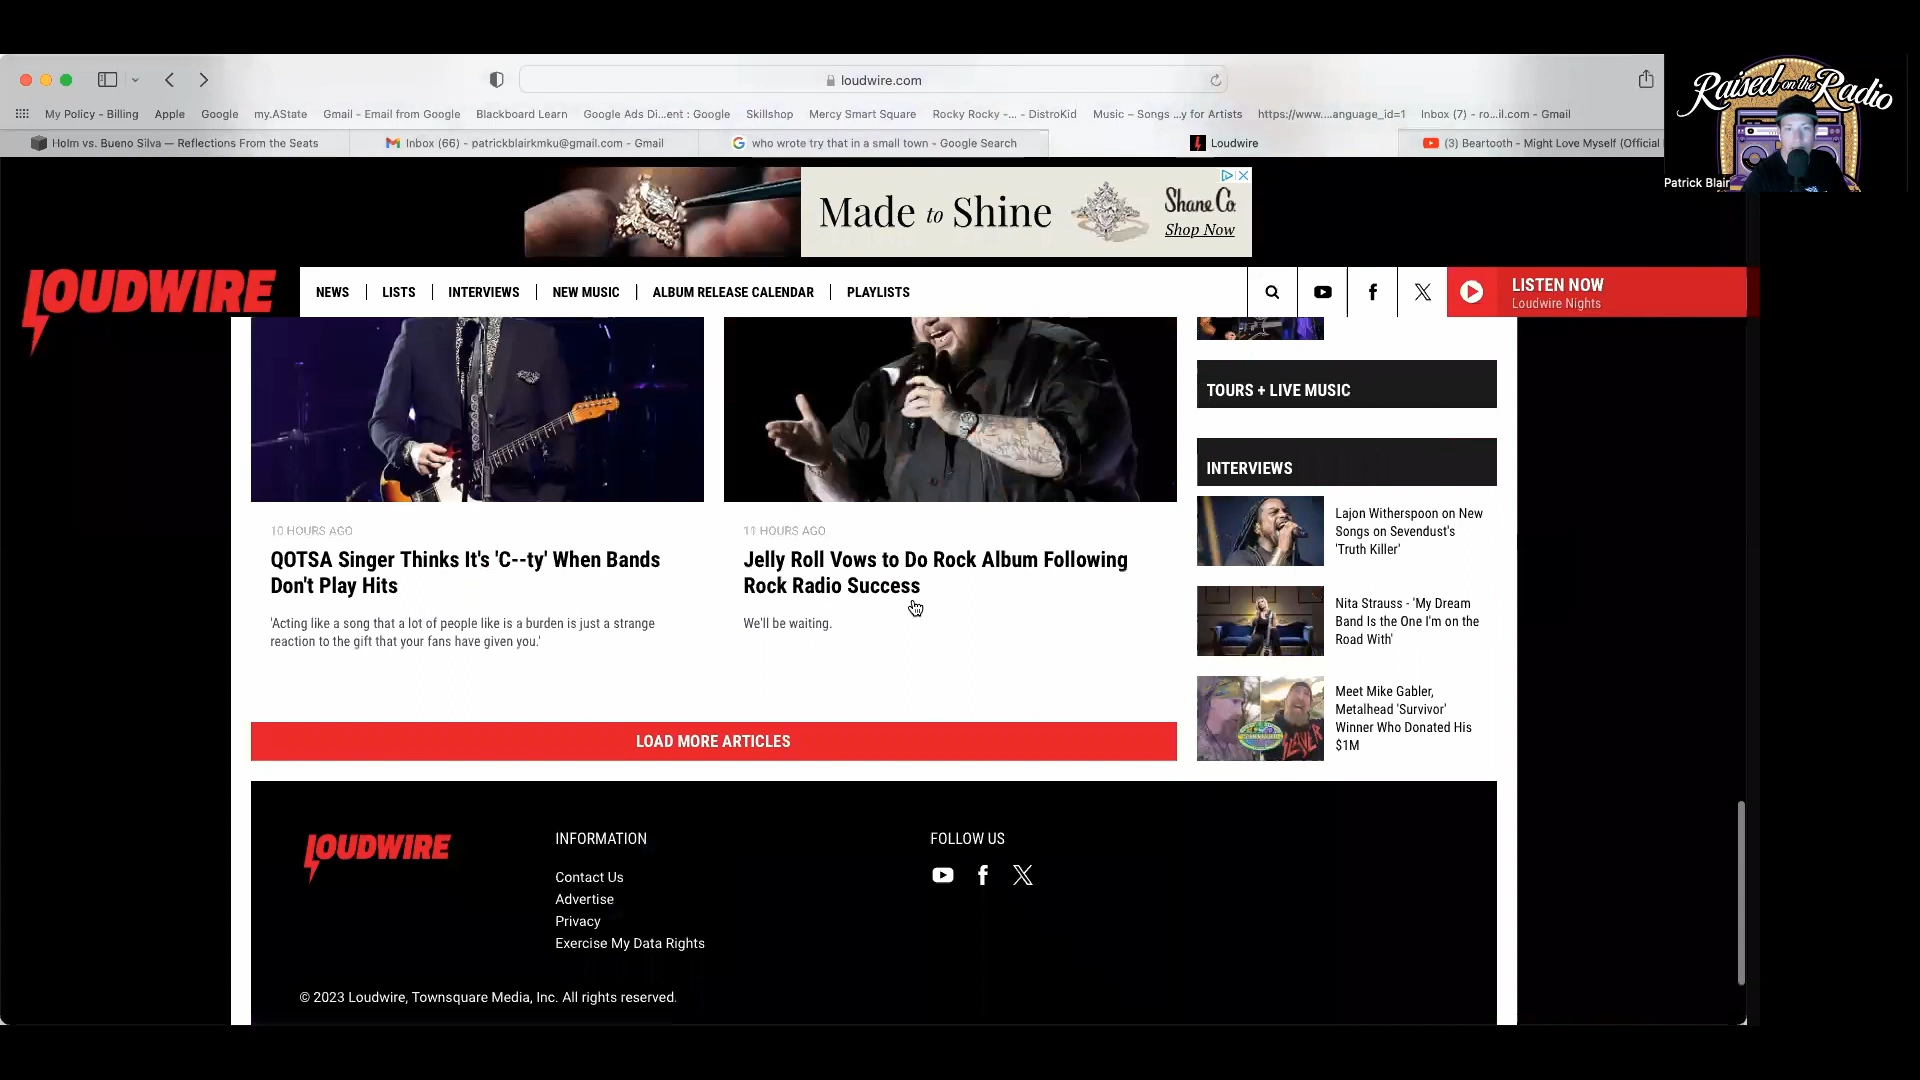 loudwire.com
Raised on the Radio
My Policy - Billing Apple Google my.AState Gmail - Email from Google Blackboard Learn Google Ads Di...ent : Google Skillshop Mercy Smart Square Rocky Rocky -... - DistroKid Music – Songs ...y for Artists https://www....anguage_id=1 Inbox (7) - ro...il.com - Gmail
Holm vs. Bueno Silva — Reflections From the Seats Inbox (66) - patrickblairkmku@gmail.com - Gmail who wrote try that in a small town - Google Search Loudwire (3) Beartooth - Might Love Myself (Official
Patrick Blair
Made to Shine
Shane Co.
Shop Now
LOUDWIRE
NEWS LISTS INTERVIEWS NEW MUSIC ALBUM RELEASE CALENDAR PLAYLISTS
LISTEN NOW
Loudwire Nights
10 HOURS AGO
QOTSA Singer Thinks It's 'C--ty' When Bands
Don't Play Hits
'Acting like a song that a lot of people like is a burden is just a strange
reaction to the gift that your fans have given you.'
11 HOURS AGO
Jelly Roll Vows to Do Rock Album Following
Rock Radio Success
We'll be waiting.
LOAD MORE ARTICLES
TOURS + LIVE MUSIC
INTERVIEWS
Lajon Witherspoon on New
Songs on Sevendust's
'Truth Killer'
Nita Strauss - 'My Dream
Band Is the One I'm on the
Road With'
SLAYER
Meet Mike Gabler,
Metalhead 'Survivor'
Winner Who Donated His
$1M
LOUDWIRE
INFORMATION
Contact Us
Advertise
Privacy
Exercise My Data Rights
FOLLOW US
© 2023 Loudwire, Townsquare Media, Inc. All rights reserved.